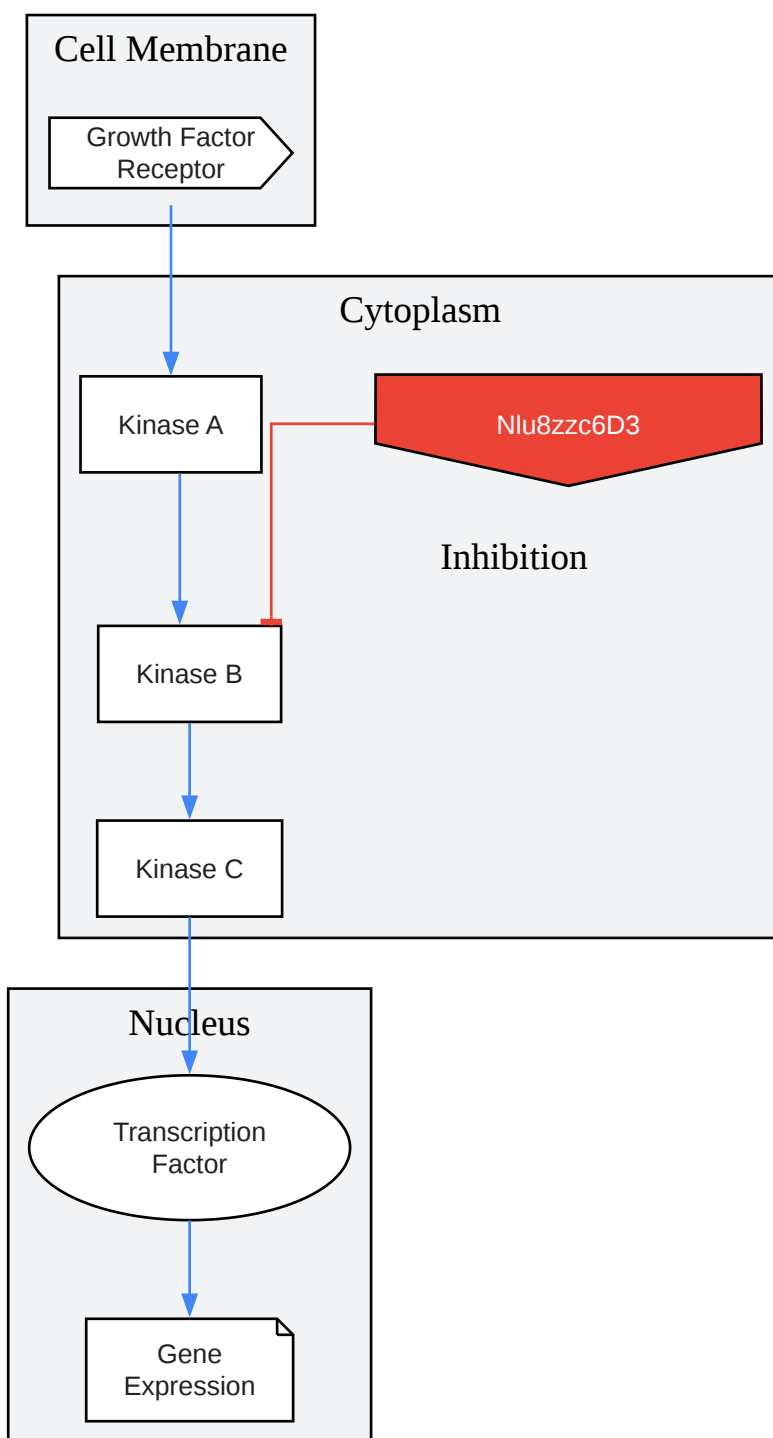 Cell Membrane
Growth Factor
Receptor
Cytoplasm
Kinase A
Nlu8zzc6D3
Inhibition
Kinase B
Kinase C
Nucleus
Transcription
Factor
Gene
Expression